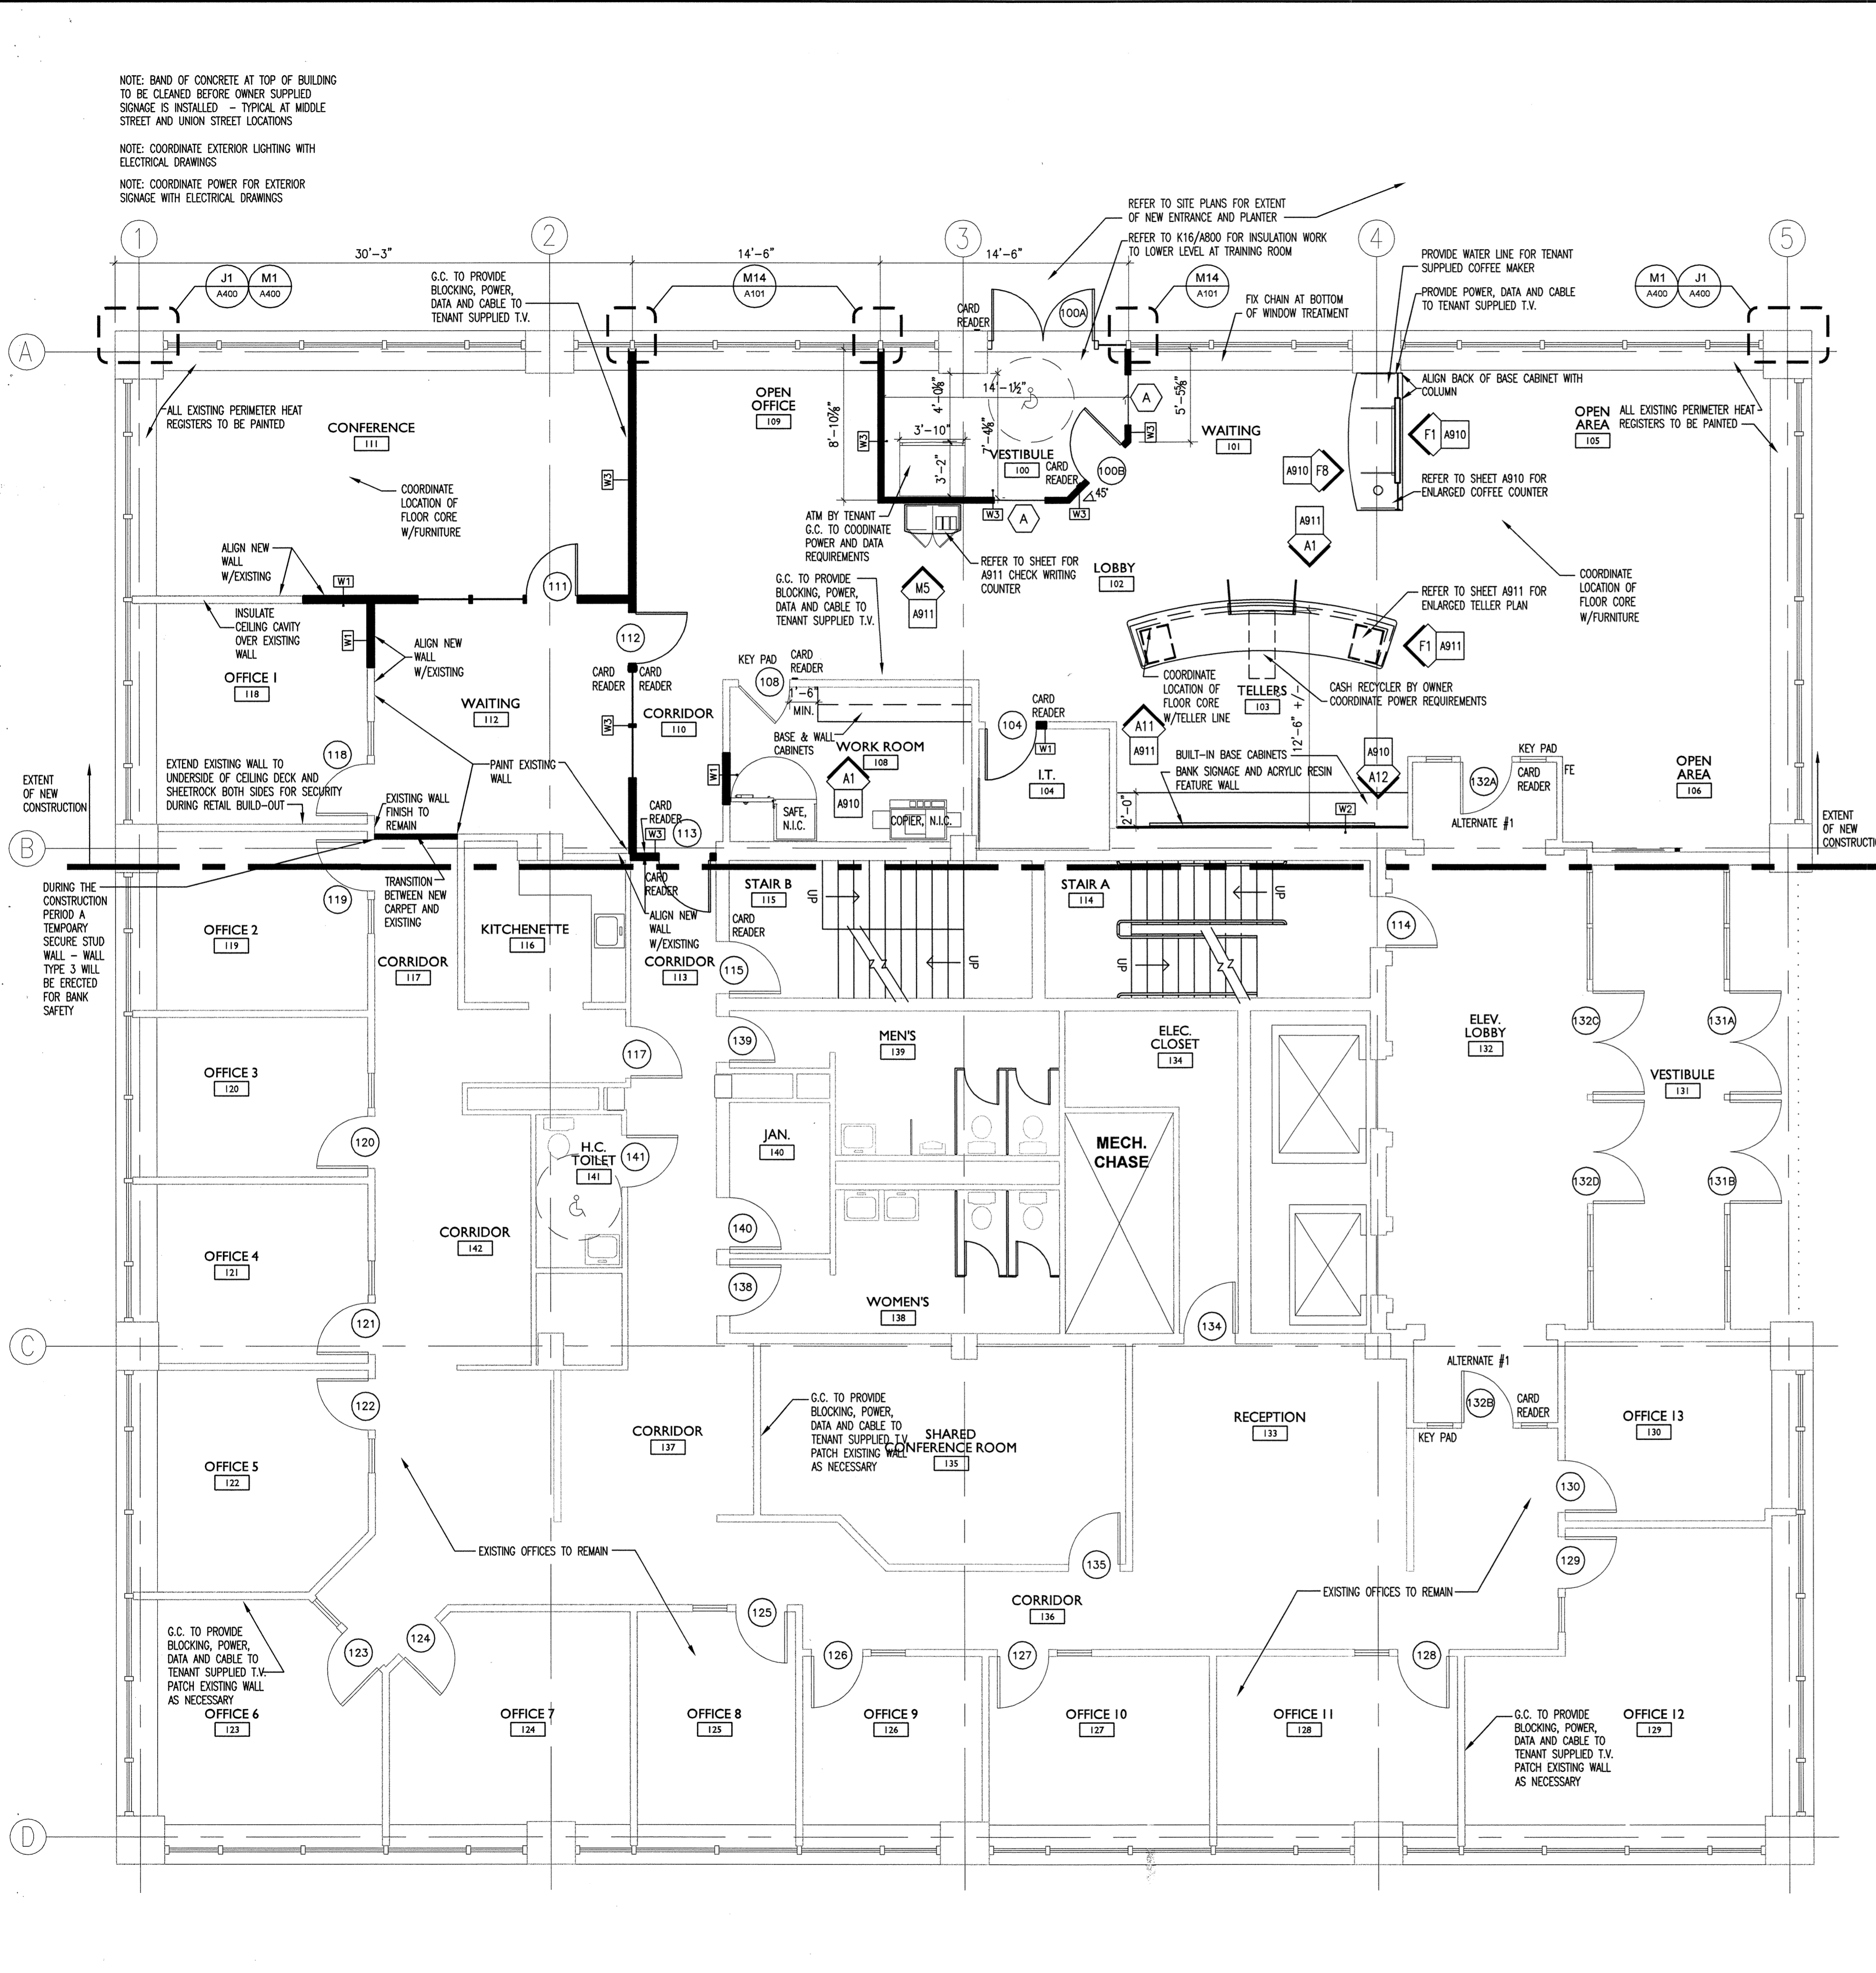 NOTE: BAND OF CONCRETE AT TOP OF BUILDING
TO BE CLEANED BEFORE OWNER SUPPLIED
SIGNAGE IS INSTALLED – TYPICAL AT MIDDLE
STREET AND UNION STREET LOCATIONS
NOTE: COORDINATE EXTERIOR LIGHTING WITH
ELECTRICAL DRAWINGS
NOTE: COORDINATE POWER FOR EXTERIOR
SIGNAGE WITH ELECTRICAL DRAWINGS
REFER TO SITE PLANS FOR EXTENT
OF NEW ENTRANCE AND PLANTER
REFER TO K16/A800 FOR INSULATION WORK
TO LOWER LEVEL AT TRAINING ROOM
1
2
3
4
5
30'-3"
14'-6"
14'-6"
J1
A400
M1
A400
G.C. TO PROVIDE
BLOCKING, POWER,
DATA AND CABLE TO
TENANT SUPPLIED T.V.
M14
A101
CARD
READER
100A
M14
A101
FIX CHAIN AT BOTTOM
OF WINDOW TREATMENT
PROVIDE WATER LINE FOR TENANT
SUPPLIED COFFEE MAKER
PROVIDE POWER, DATA AND CABLE
TO TENANT SUPPLIED T.V.
M1
A400
J1
A400
A
ALL EXISTING PERIMETER HEAT
REGISTERS TO BE PAINTED
CONFERENCE
111
COORDINATE
LOCATION OF
FLOOR CORE
W/FURNITURE
W3
OPEN
OFFICE
109
8'-10⅞"
W3
4'-0⅛"
14'-1½"
3'-10"
3'-2"
7'-4½"
VESTIBULE
100
CARD
READER
100B
45°
A
5'-5⅝"
W3
W3
A
W3
WAITING
101
ALIGN BACK OF BASE CABINET WITH
COLUMN
OPEN
AREA
105
ALL EXISTING PERIMETER HEAT
REGISTERS TO BE PAINTED
F1
A910
A910
F8
REFER TO SHEET A910 FOR
ENLARGED COFFEE COUNTER
ATM BY TENANT
G.C. TO COODINATE
POWER AND DATA
REQUIREMENTS
REFER TO SHEET FOR
A911 CHECK WRITING
COUNTER
A911
A1
LOBBY
102
COORDINATE
LOCATION OF
FLOOR CORE
W/FURNITURE
ALIGN NEW
WALL
W/EXISTING
W1
111
G.C. TO PROVIDE
BLOCKING, POWER,
DATA AND CABLE TO
TENANT SUPPLIED T.V.
M5
A911
REFER TO SHEET A911 FOR
ENLARGED TELLER PLAN
F1
A911
INSULATE
CEILING CAVITY
OVER EXISTING
WALL
W1
ALIGN NEW
WALL
W/EXISTING
112
OFFICE 1
118
CARD
READER
CARD
READER
WAITING
112
W3
CORRIDOR
110
KEY PAD
CARD
READER
108
1'-6"
MIN.
BASE & WALL
CABINETS
WORK ROOM
108
A1
A910
W1
SAFE,
N.I.C.
COPIER, N.I.C.
104
CARD
READER
W1
I.T.
104
COORDINATE
LOCATION OF
FLOOR CORE
W/TELLER LINE
TELLERS
103
CASH RECYCLER BY OWNER
COORDINATE POWER REQUIREMENTS
12'-6" +/-
A11
A911
BUILT-IN BASE CABINETS
BANK SIGNAGE AND ACRYLIC RESIN
FEATURE WALL
A910
A12
2'-0"
W2
KEY PAD
132A
CARD
READER
FE
ALTERNATE #1
OPEN
AREA
106
EXTENT
OF NEW
CONSTRUCTION
118
EXTEND EXISTING WALL TO
UNDERSIDE OF CEILING DECK AND
SHEETROCK BOTH SIDES FOR SECURITY
DURING RETAIL BUILD-OUT
EXISTING WALL
FINISH TO
REMAIN
PAINT EXISTING
WALL
CARD
READER
W3
113
EXTENT
OF NEW
B
DURING THE
CONSTRUCTION
PERIOD A
TEMPOARY
SECURE STUD
WALL – WALL
TYPE 3 WILL
BE ERECTED
FOR BANK
SAFETY
119
TRANSITION
BETWEEN NEW
CARPET AND
EXISTING
CARD
READER
ALIGN NEW
WALL
W/EXISTING
CARD
READER
OFFICE 2
119
CORRIDOR
117
KITCHENETTE
116
CORRIDOR
113
115
STAIR B
115
UP
UP
STAIR A
114
UP
UP
114
OFFICE 3
120
117
139
MEN'S
139
ELEC.
CLOSET
134
ELEV.
LOBBY
132
132C
131A
VESTIBULE
131
120
H.C.
TOILET
141
141
JAN.
140
MECH.
CHASE
132D
131B
OFFICE 4
121
CORRIDOR
142
140
138
WOMEN'S
138
134
121
C
122
OFFICE 5
122
CORRIDOR
137
G.C. TO PROVIDE
BLOCKING, POWER,
DATA AND CABLE TO
TENANT SUPPLIED T.V.
PATCH EXISTING WALL
AS NECESSARY
SHARED
CONFERENCE ROOM
135
RECEPTION
133
ALTERNATE #1
132B
CARD
READER
KEY PAD
OFFICE 13
130
130
EXISTING OFFICES TO REMAIN
135
129
EXISTING OFFICES TO REMAIN
CORRIDOR
136
G.C. TO PROVIDE
BLOCKING, POWER,
DATA AND CABLE TO
TENANT SUPPLIED T.V.
PATCH EXISTING WALL
AS NECESSARY
123
124
125
126
127
128
OFFICE 6
123
OFFICE 7
124
OFFICE 8
125
OFFICE 9
126
OFFICE 10
127
OFFICE 11
128
G.C. TO PROVIDE
BLOCKING, POWER,
DATA AND CABLE TO
TENANT SUPPLIED T.V.
PATCH EXISTING WALL
AS NECESSARY
OFFICE 12
129
D